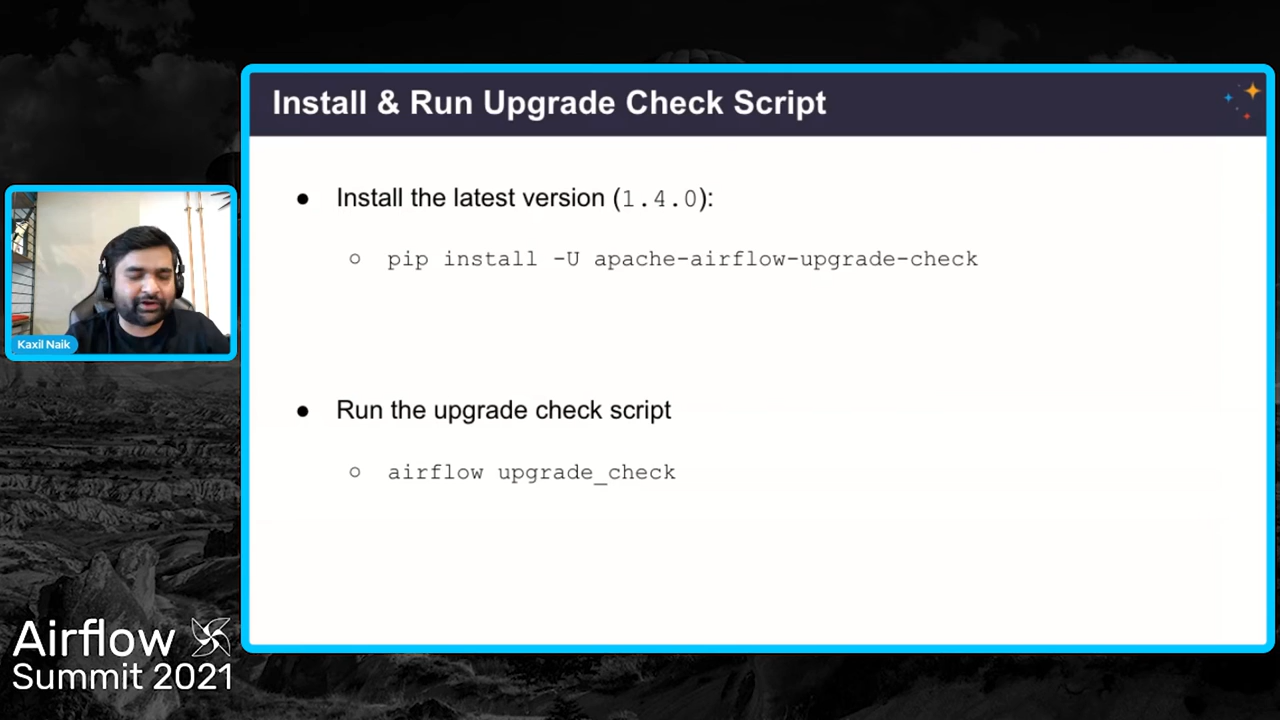 Install & Run Upgrade Check Script
● Install the latest version (1.4.0):
○ pip install -U apache-airflow-upgrade-check
● Run the upgrade check script
○ airflow upgrade_check
Kaxil Naik
Airflow
Summit 2021